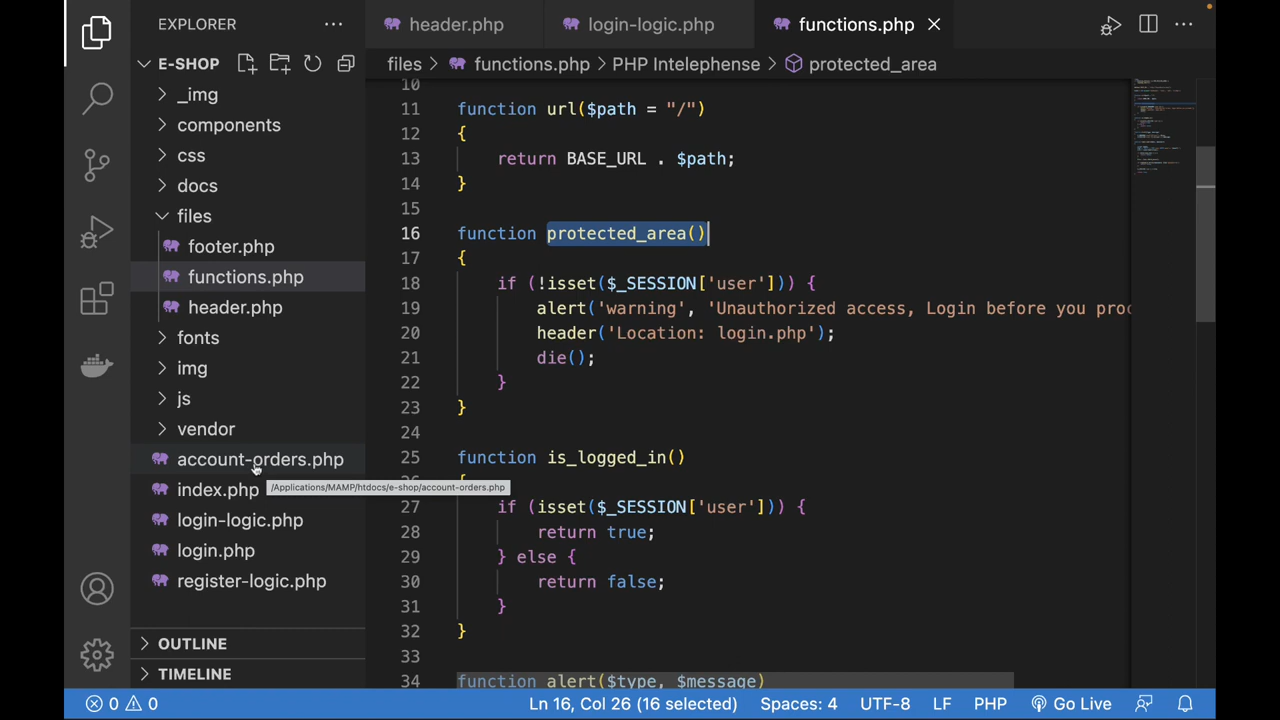 EXPLORER
E-SHOP
_img
components
css
docs
files
footer.php
functions.php
header.php
fonts
img
js
vendor
account-orders.php
index.php
/Applications/MAMP/htdocs/e-shop/account-orders.php
login-logic.php
login.php
register-logic.php
OUTLINE
TIMELINE
header.php login-logic.php functions.php
files functions.php PHP Intelephense protected_area
10
11 function url($path = "/")
12 {
13 return BASE_URL . $path;
14 }
15
16 function protected_area()
17 {
18 if (!isset($_SESSION['user'])) {
19 alert('warning', 'Unauthorized access, Login before you proc
20 header('Location: login.php');
21 die();
22 }
23 }
24
25 function is_logged_in()
27 if (isset($_SESSION['user'])) {
28 return true;
29 } else {
30 return false;
31 }
32 }
33
34 function alert($type, $message)
0 0 Ln 16, Col 26 (16 selected) Spaces: 4 UTF-8 LF PHP Go Live